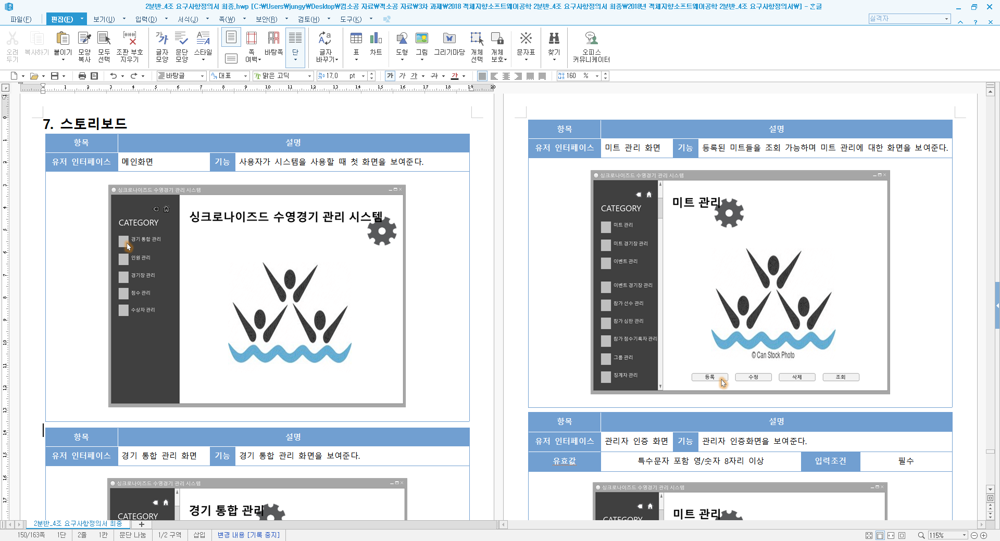 2분반_4조 요구사항정의서 최종.hwp [C:₩Users₩jungy₩Desktop₩컴소공 자료₩객소공 자료₩3차 과제₩2018 객체지향소프트웨어공학 2분반_4조 요구사항정의서 최종₩2018년 객체지향소프트웨어공학 2분반_4조 요구사항정의서₩] - 흔글
파일(F) 편집(E) 보기(U) 입력(D) 서식(J) 쪽(W) 보안(R) 검토(H) 도구(K) 실격자 ?
오려 두기 복사하기 붙이기 모양 복사 모두 선택 조판 부호 지우기 글자 모양 문단 모양 스타일 쪽 여백 바탕쪽 단 글자 바꾸기 표 차트 도형 그림 그리기마당 개체 선택 개체 보호 문자표 찾기 오피스 커뮤니케이터
바탕글 대표 맑은 고딕 17,0 pt 가 가 가 가 가 160 %
1 2 3 4 5 6 7 8 9 10 11 12 13 14 15 16 17 18 19 20
7. 스토리보드
항목 설명
유저 인터페이스 메인화면 기능 사용자가 시스템을 사용할 때 첫 화면을 보여준다.
싱크로나이즈드 수영경기 관리 시스템
싱크로나이즈드 수영경기 관리 시스템
CATEGORY
경기 통합 관리
인원 관리
경기장 관리
점수 관리
수상자 관리
항목 설명
유저 인터페이스 경기 통합 관리 화면 기능 경기 통합 관리 화면을 보여준다.
싱크로나이즈드 수영경기 관리 시스템
경기 통합 관리
CATEGORY
항목 설명
유저 인터페이스 미트 관리 화면 기능 등록된 미트들을 조회 가능하며 미트 관리에 대한 화면을 보여준다.
싱크로나이즈드 수영경기 관리 시스템
미트 관리
CATEGORY
미트 관리
미트 경기장 관리
이벤트 관리
이벤트 경기장 관리
참가 선수 관리
참가 심판 관리
참가 점수기록자 관리
그룹 관리
징계자 관리
© Can Stock Photo
등록 수정 삭제 조회
항목 설명
유저 인터페이스 관리자 인증 화면 기능 관리자 인증화면을 보여준다.
유효값 특수문자 포함 영/숫자 8자리 이상 입력조건 필수
싱크로나이즈드 수영경기 관리 시스템
미트 관리
CATEGORY
2분반_4조 요구사항정의서 최종
150/163쪽 1단 2줄 1칸 문단 나눔 1/2 구역 삽입 변경 내용 [기록 중지] 115%